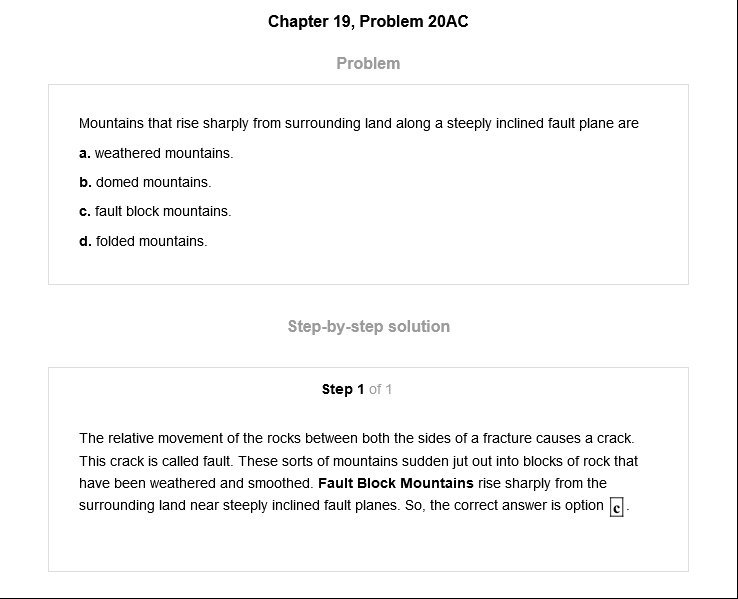 Chapter 19, Problem 20AC
Problem
Mountains that rise sharply from surrounding land along a steeply inclined fault plane are
a. weathered mountains.
b. domed mountains.
c. fault block mountains.
d. folded mountains.
Step-by-step solution
Step 1 of 1
The relative movement of the rocks between both the sides of a fracture causes a crack.
This crack is called fault. These sorts of mountains sudden jut out into blocks of rock that
have been weathered and smoothed. Fault Block Mountains rise sharply from the
surrounding land near steeply inclined fault planes. So, the correct answer is option c.